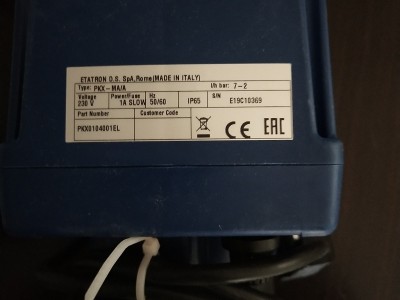 ETATRON D.S. SpA,Rome(MADE IN ITALY)
Type: PKX-MA/A l/h bar: 7-2
Voltage Power/Fuse Hz S/N
230 V 1A SLOW 50/60 IP65 E19C10369
Part Number Customer Code
PKX0104001EL
CE EAC